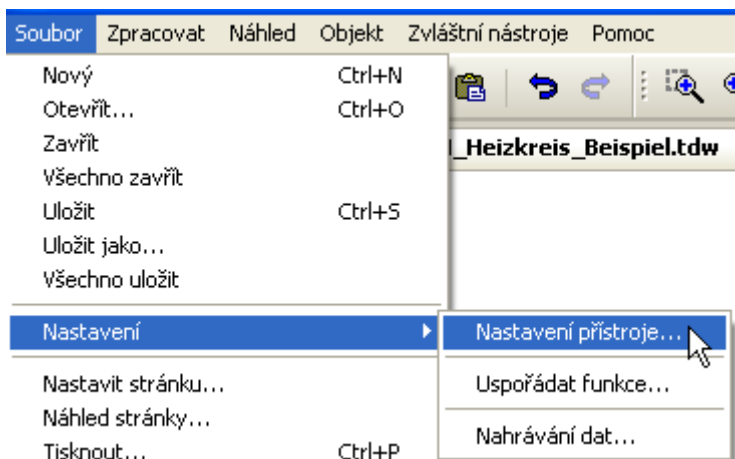 Soubor Zpracovat Náhled Objekt Zvláštní nástroje Pomoc
Nový Ctrl+N
Otevřít... Ctrl+O
Zavřít
_Heizkreis_Beispiel.tdw
Všechno zavřít
Uložit Ctrl+S
Uložit jako...
Všechno uložit
Nastavení
Nastavení přístroje...
Nastavit stránku...
Uspořádat funkce...
Náhled stránky...
Nahrávání dat...
Tisknout... Ctrl+P